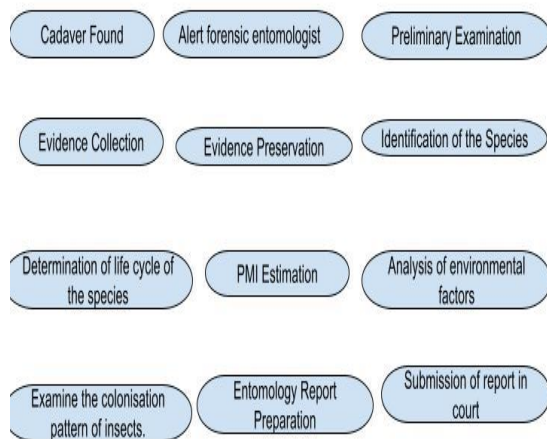 Cadaver Found
Alert forensic entomologist
Preliminary Examination
Evidence Collection
Evidence Preservation
Identification of the Species
Determination of life cycle of
the species
PMI Estimation
Analysis of environmental
factors
Examine the colonisation
pattern of insects.
Entomology Report
Preparation
Submission of report in
court